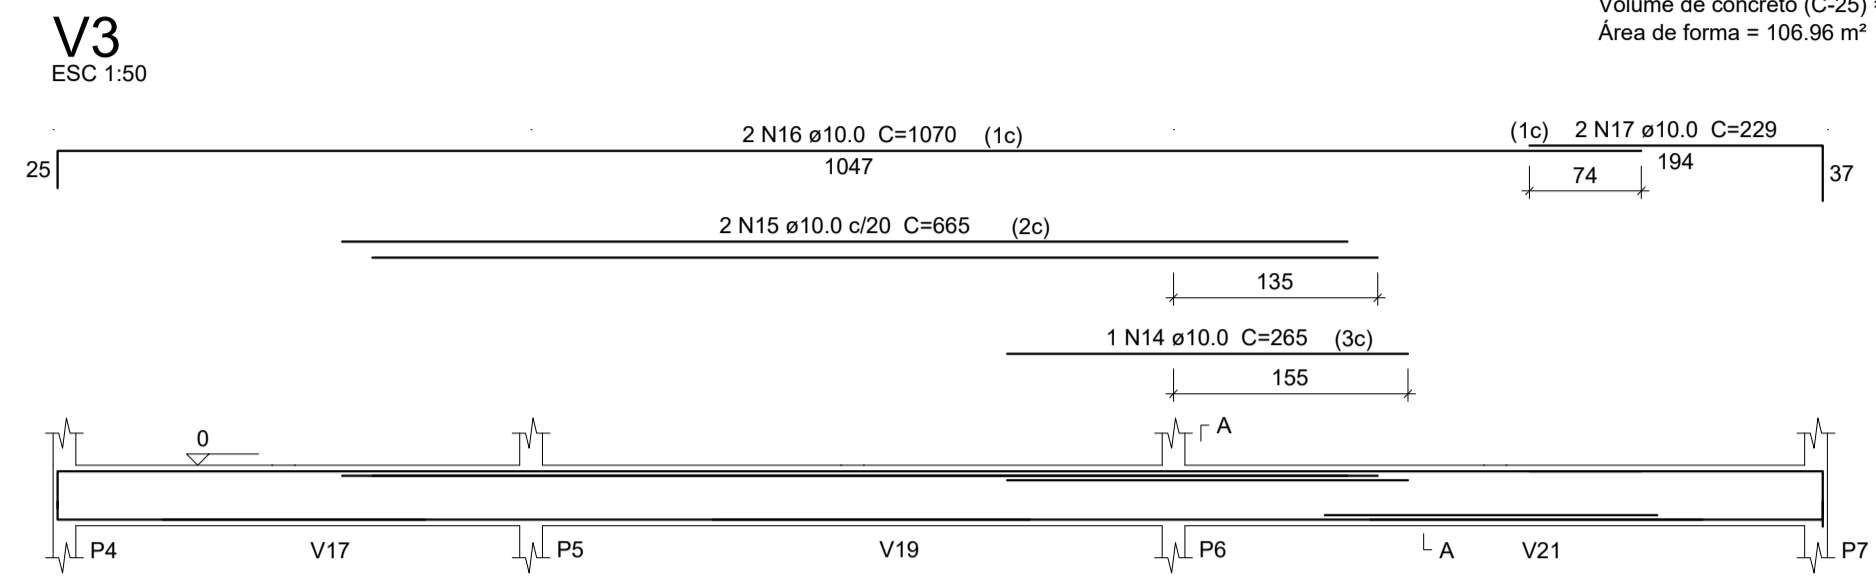 Volume de concreto (C-25) =
Área de forma = 106.96 m²
V3
ESC 1:50
2 N16 ø10.0 C=1070 (1c)
(1c) 2 N17 ø10.0 C=229
25
1047
194
74
37
2 N15 ø10.0 c/20 C=665 (2c)
135
1 N14 ø10.0 C=265 (3c)
155
A
0
P4 V17 P5 V19 P6 A V21 P7